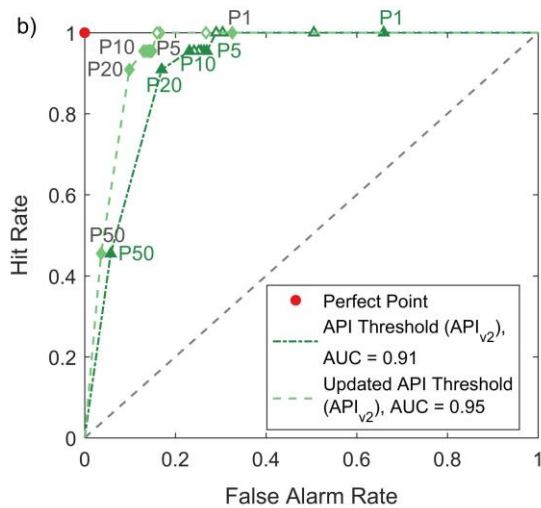 b)
P1
P1
P10
P5
P5
P10
P20
P20
P50
P50
1
0.8
0.6
0.4
0.2
0
Hit Rate
Perfect Point
API Threshold (API_v2),
AUC = 0.91
Updated API Threshold
(API_v2), AUC = 0.95
0
0.2
0.4
0.6
0.8
1
False Alarm Rate